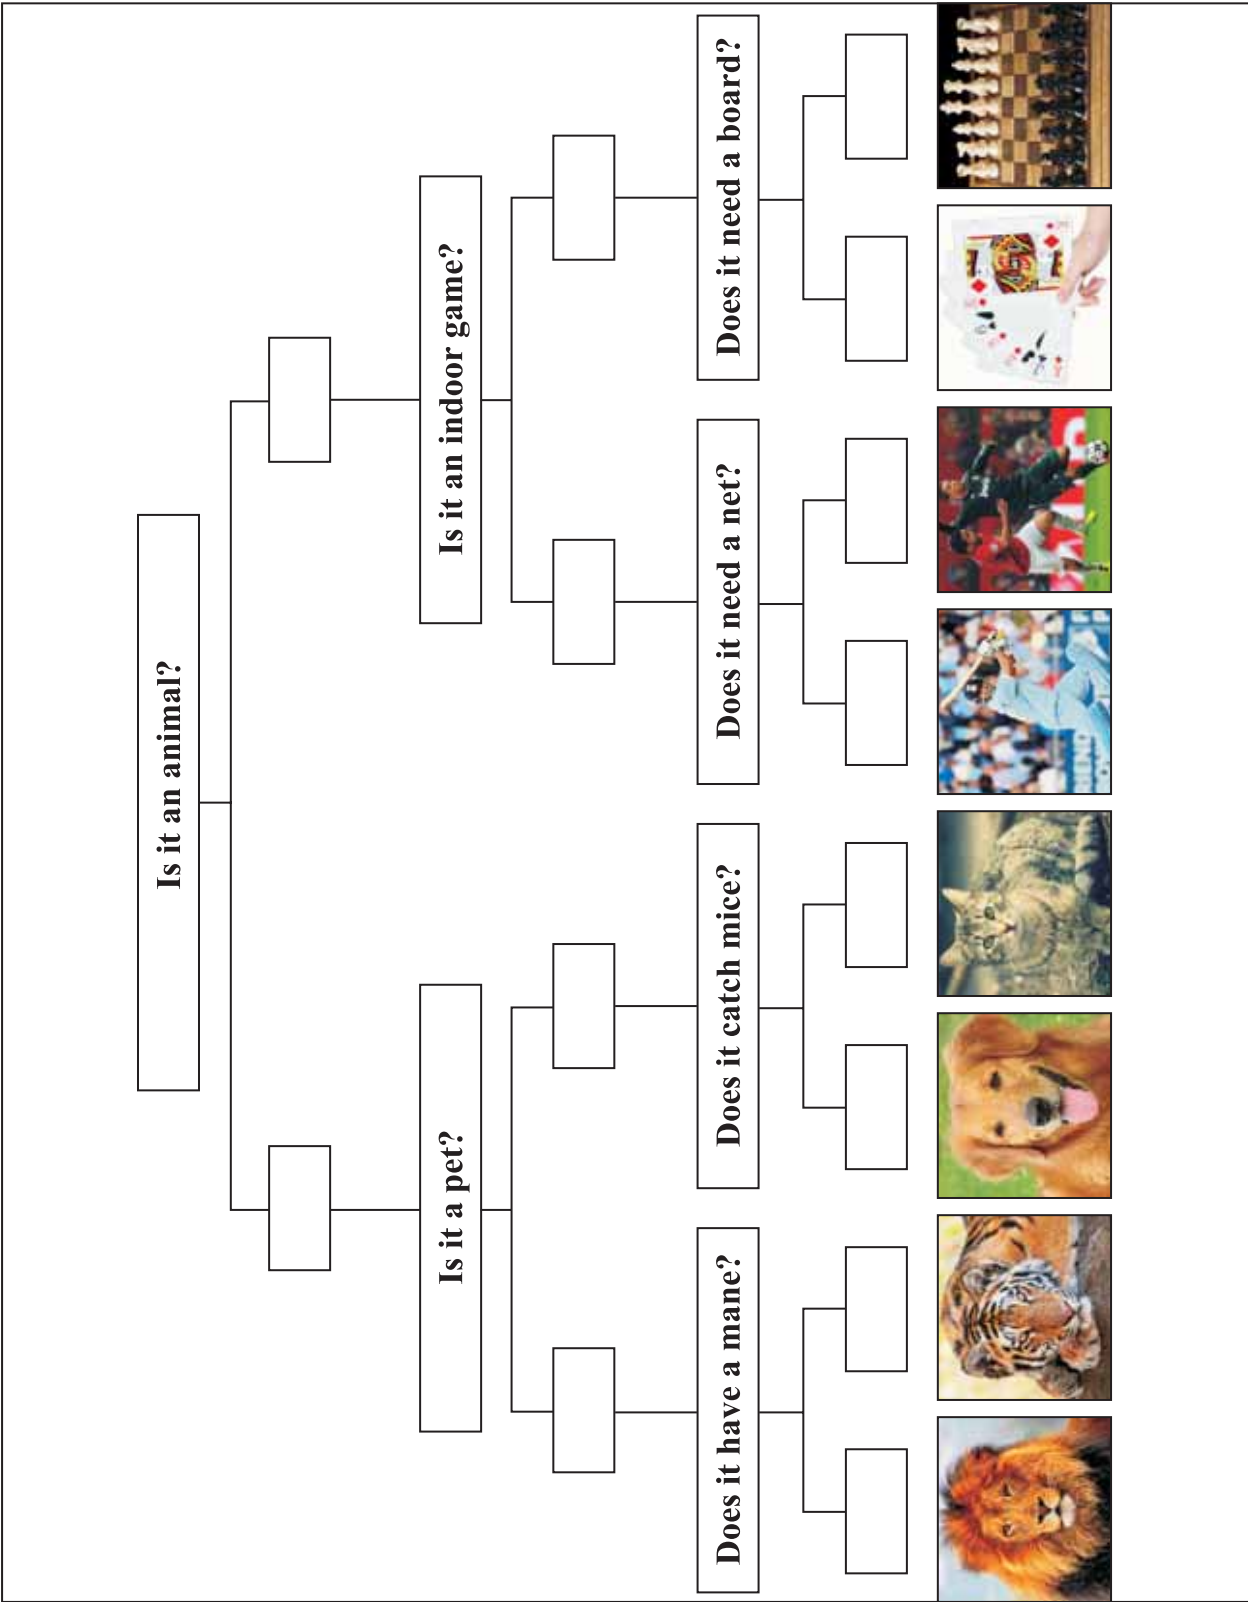 Is it an animal?
Is it a pet?
Is it an indoor game?
Does it have a mane?
Does it catch mice?
Does it need a net?
Does it need a board?